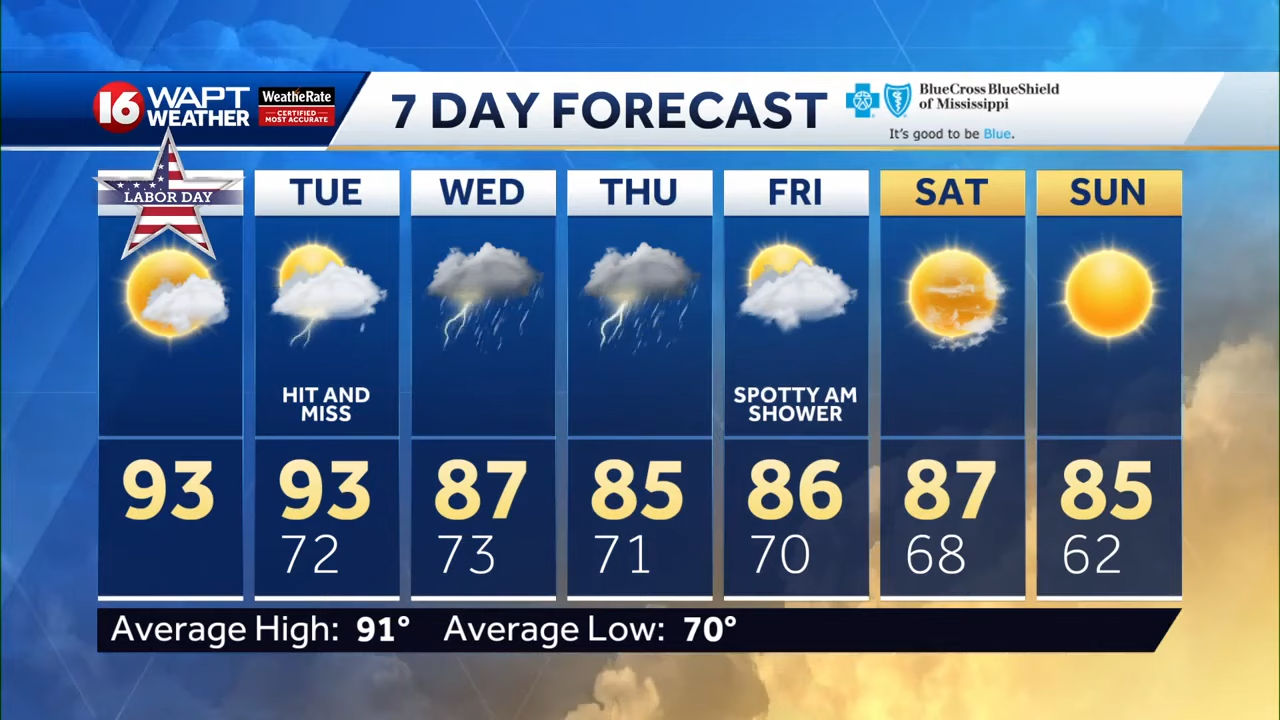 16 WAPT WEATHER
WeatheRate
CERTIFIED
MOST ACCURATE
7 DAY FORECAST
BlueCross BlueShield
of Mississippi
It's good to be Blue.
LABOR DAY
TUE
WED
THU
FRI
SAT
SUN
HIT AND
MISS
SPOTTY AM
SHOWER
93
93
87
85
86
87
85
72
73
71
70
68
62
Average High: 91° Average Low: 70°